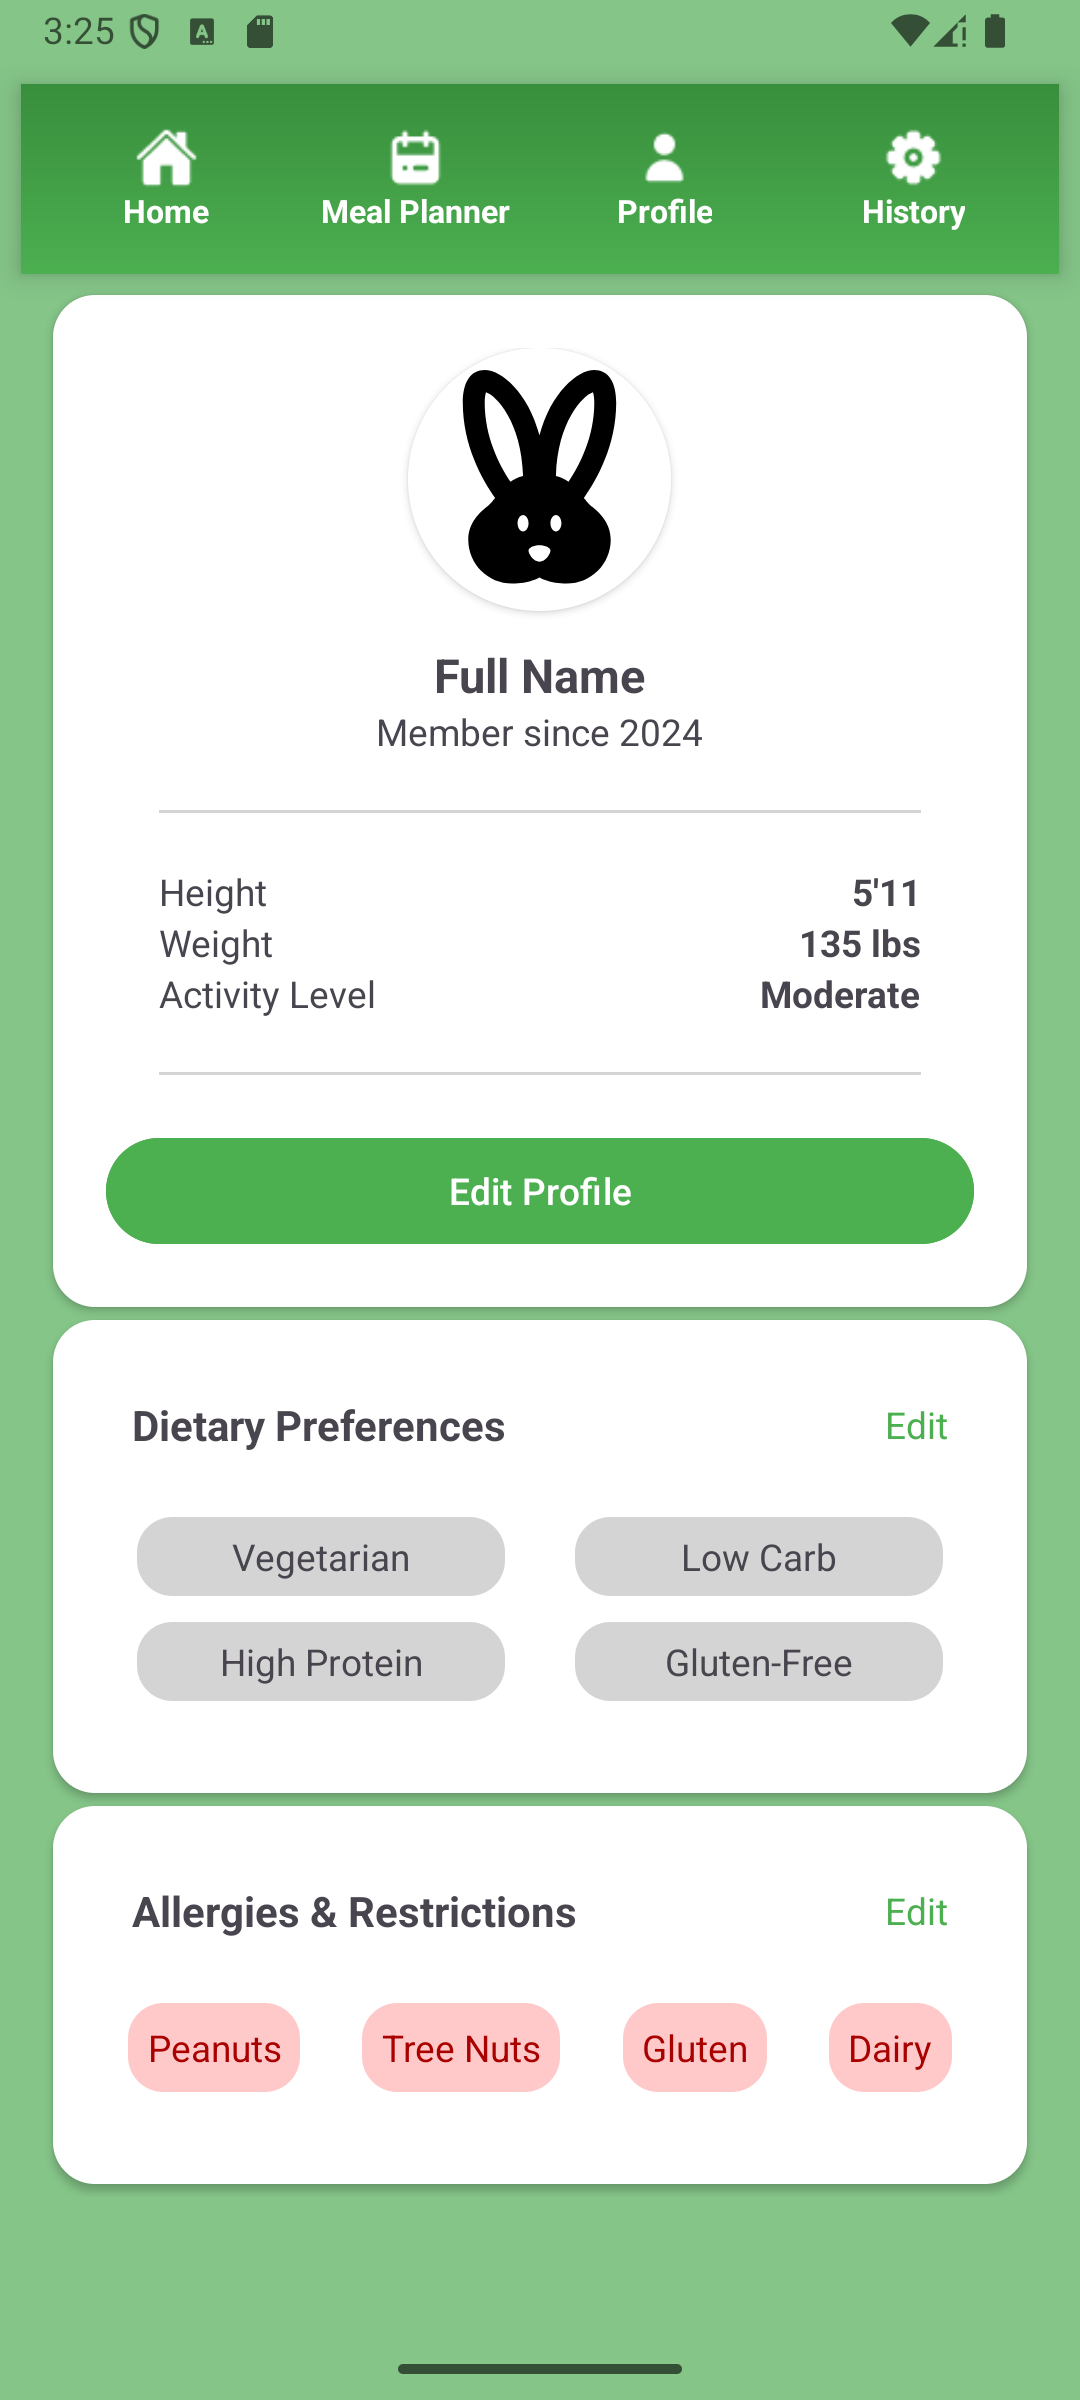 3:25
Home Meal Planner Profile History
Full Name
Member since 2024
Height 5'11
Weight 135 lbs
Activity Level Moderate
Edit Profile
Dietary Preferences Edit
Vegetarian Low Carb
High Protein Gluten-Free
Allergies & Restrictions Edit
Peanuts Tree Nuts Gluten Dairy